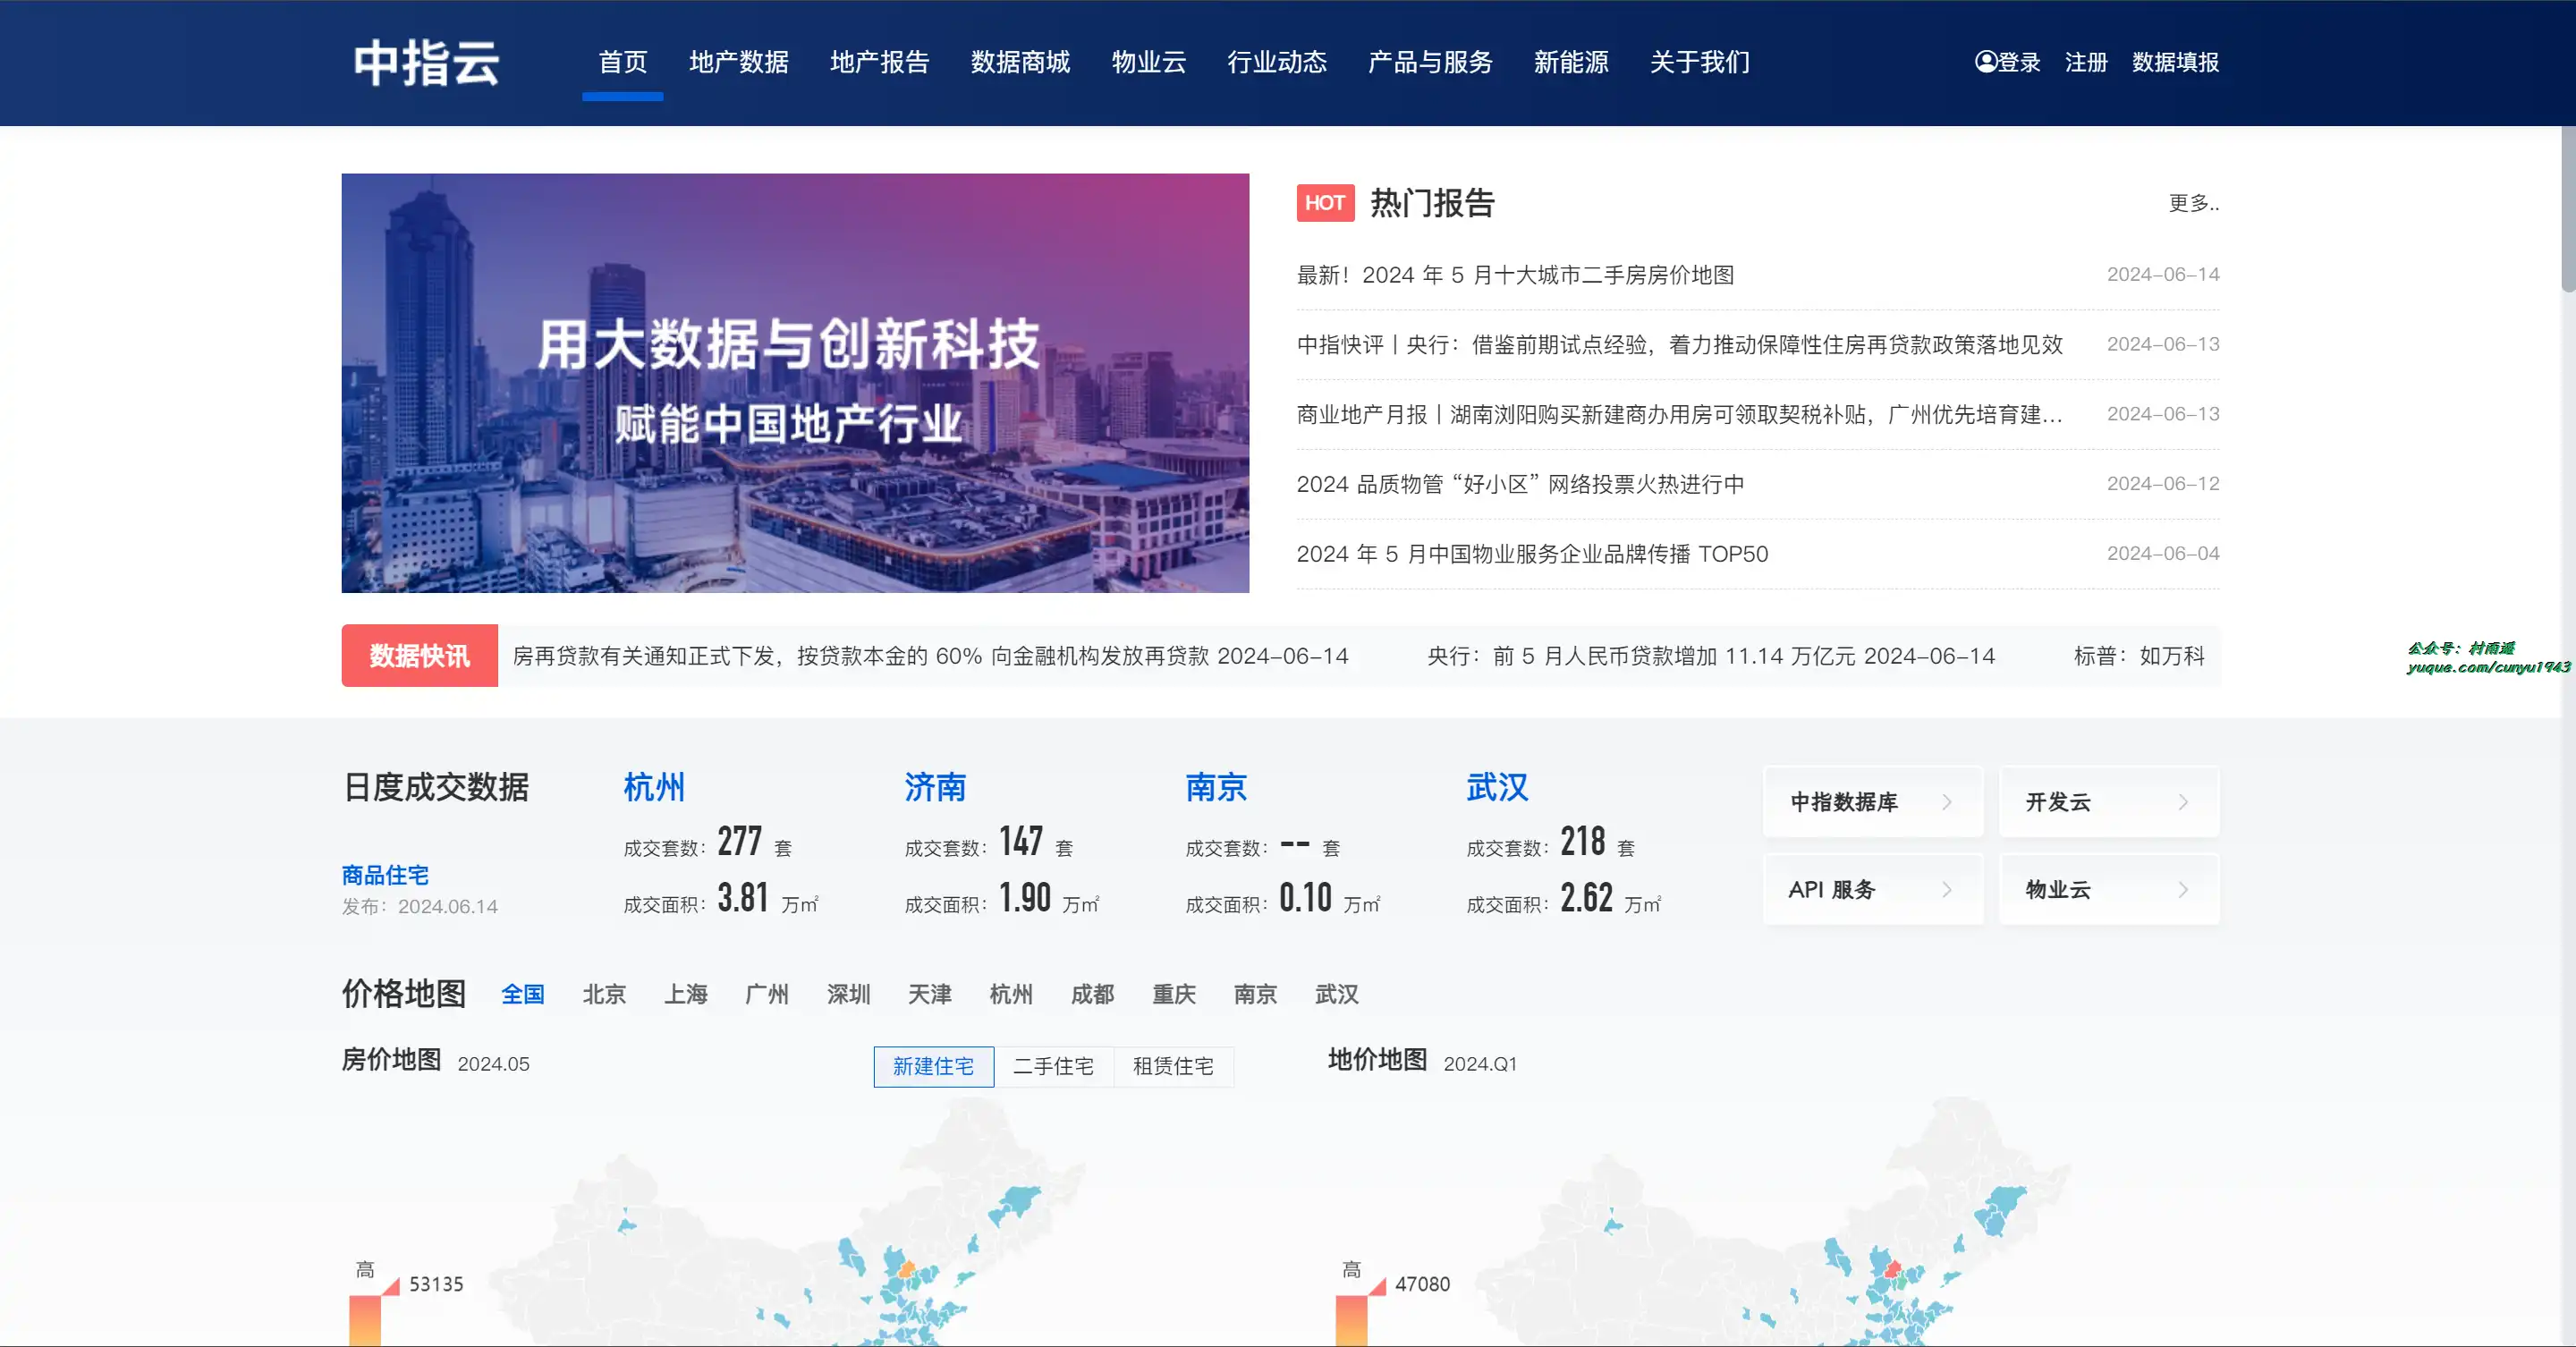 中指云
首页 地产数据 地产报告 数据商城 物业云 行业动态 产品与服务 新能源 关于我们
登录 注册 数据填报
用大数据与创新科技
赋能中国地产行业
HOT 热门报告 更多..
最新！2024 年 5 月十大城市二手房房价地图 2024-06-14
中指快评丨央行：借鉴前期试点经验，着力推动保障性住房再贷款政策落地见效 2024-06-13
商业地产月报丨湖南浏阳购买新建商办用房可领取契税补贴，广州优先培育建... 2024-06-13
2024 品质物管 “好小区” 网络投票火热进行中 2024-06-12
2024 年 5 月中国物业服务企业品牌传播 TOP50 2024-06-04
数据快讯 房再贷款有关通知正式下发，按贷款本金的 60% 向金融机构发放再贷款 2024-06-14 央行：前 5 月人民币贷款增加 11.14 万亿元 2024-06-14 标普：如万科
公众号：村雨遥
yuque.com/cunyu1943
日度成交数据
商品住宅
发布：2024.06.14
杭州
成交套数：277 套
成交面积：3.81 万㎡
济南
成交套数：147 套
成交面积：1.90 万㎡
南京
成交套数：-- 套
成交面积：0.10 万㎡
武汉
成交套数：218 套
成交面积：2.62 万㎡
中指数据库 开发云
API 服务 物业云
价格地图 全国 北京 上海 广州 深圳 天津 杭州 成都 重庆 南京 武汉
房价地图 2024.05 新建住宅 二手住宅 租赁住宅
高
53135
地价地图 2024.Q1
高
47080